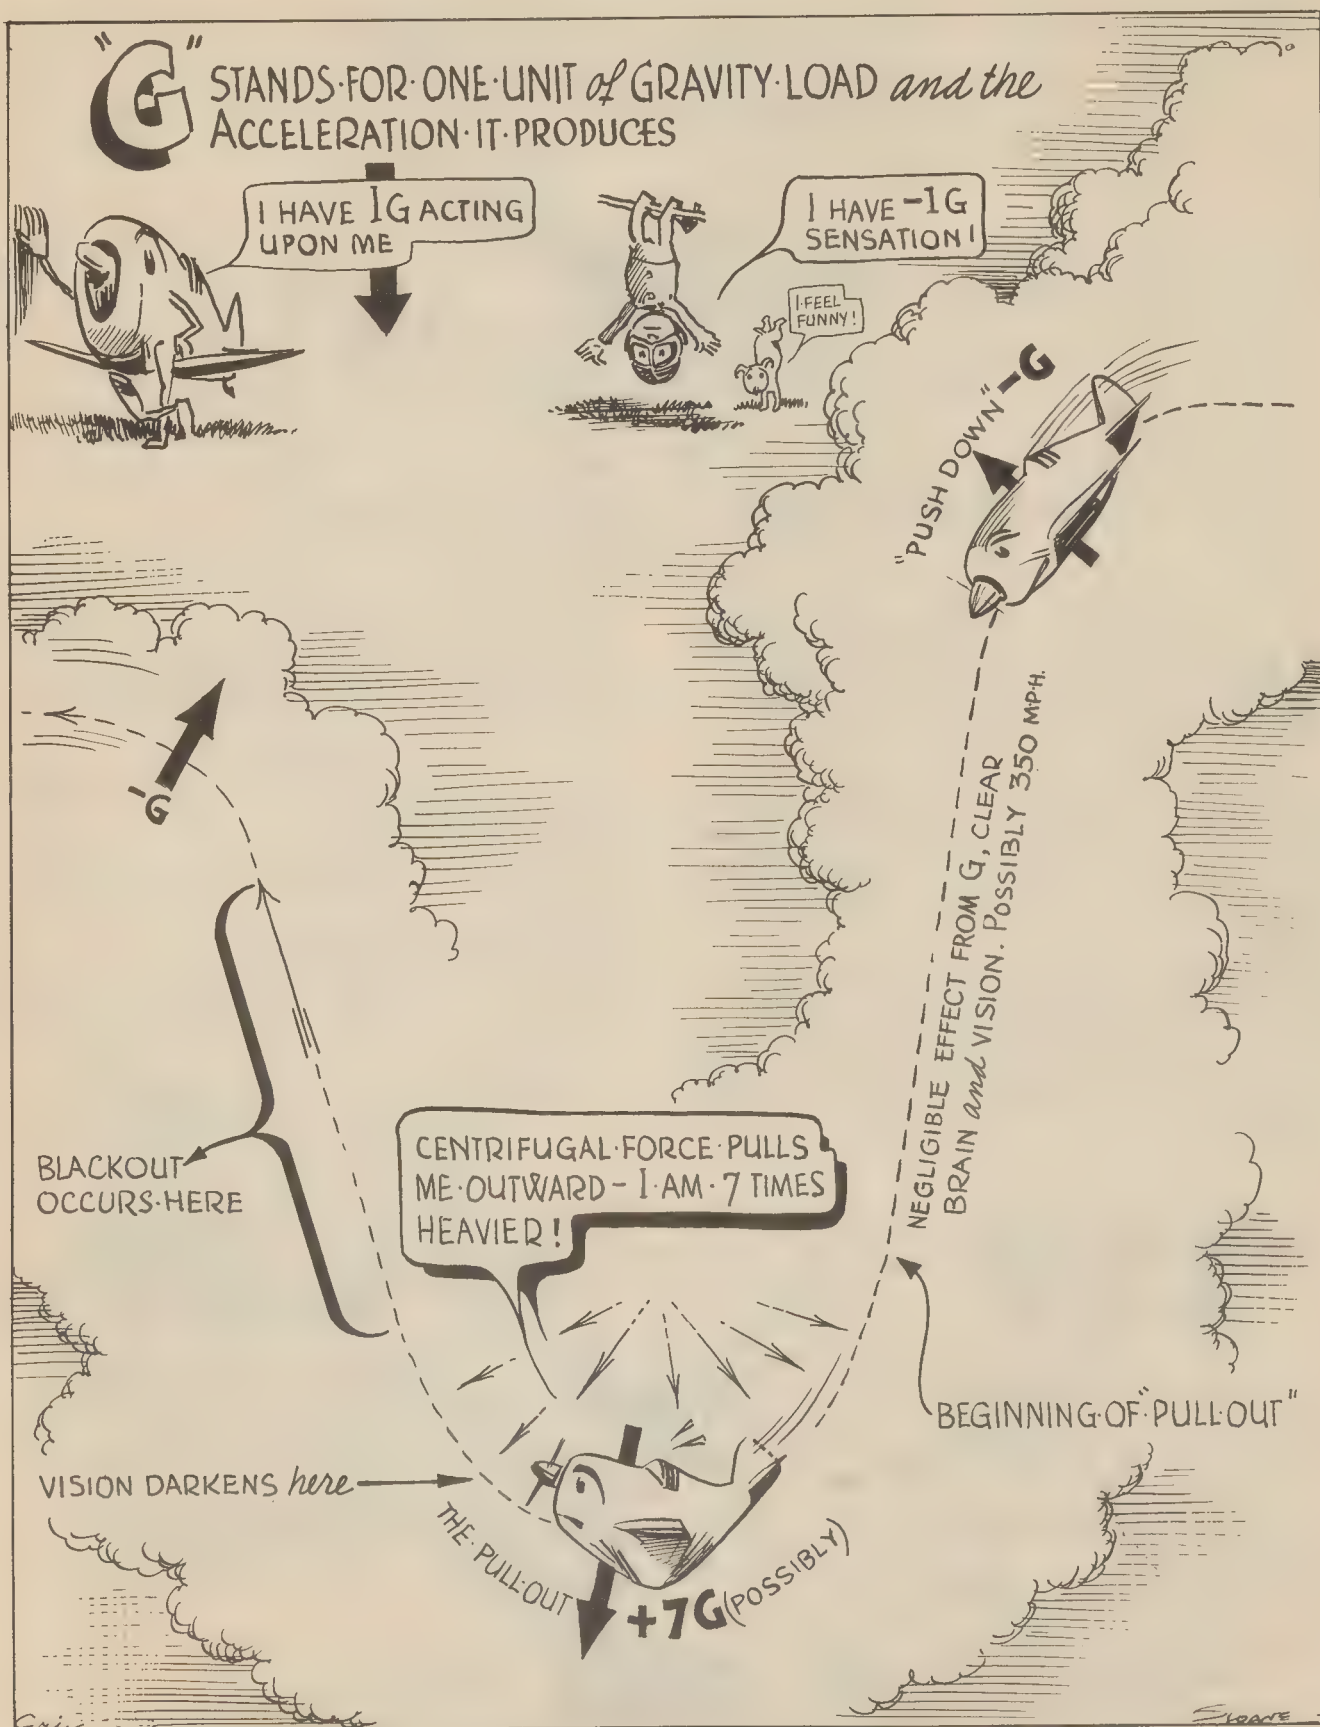 "G" STANDS·FOR·ONE·UNIT of GRAVITY·LOAD and the
ACCELERATION·IT·PRODUCES
I HAVE 1G ACTING
UPON ME
I HAVE -1G
SENSATION!
I·FEEL
FUNNY!
"PUSH DOWN" -G
-G
NEGLIGIBLE EFFECT FROM G, CLEAR
BRAIN and VISION. POSSIBLY 350 M.P.H.
BLACKOUT
OCCURS·HERE
CENTRIFUGAL·FORCE·PULLS
ME·OUTWARD - I·AM·7 TIMES
HEAVIER!
BEGINNING·OF·"PULL·OUT"
VISION DARKENS here
THE·PULL·OUT
+7G (POSSIBLY)
SLOANE